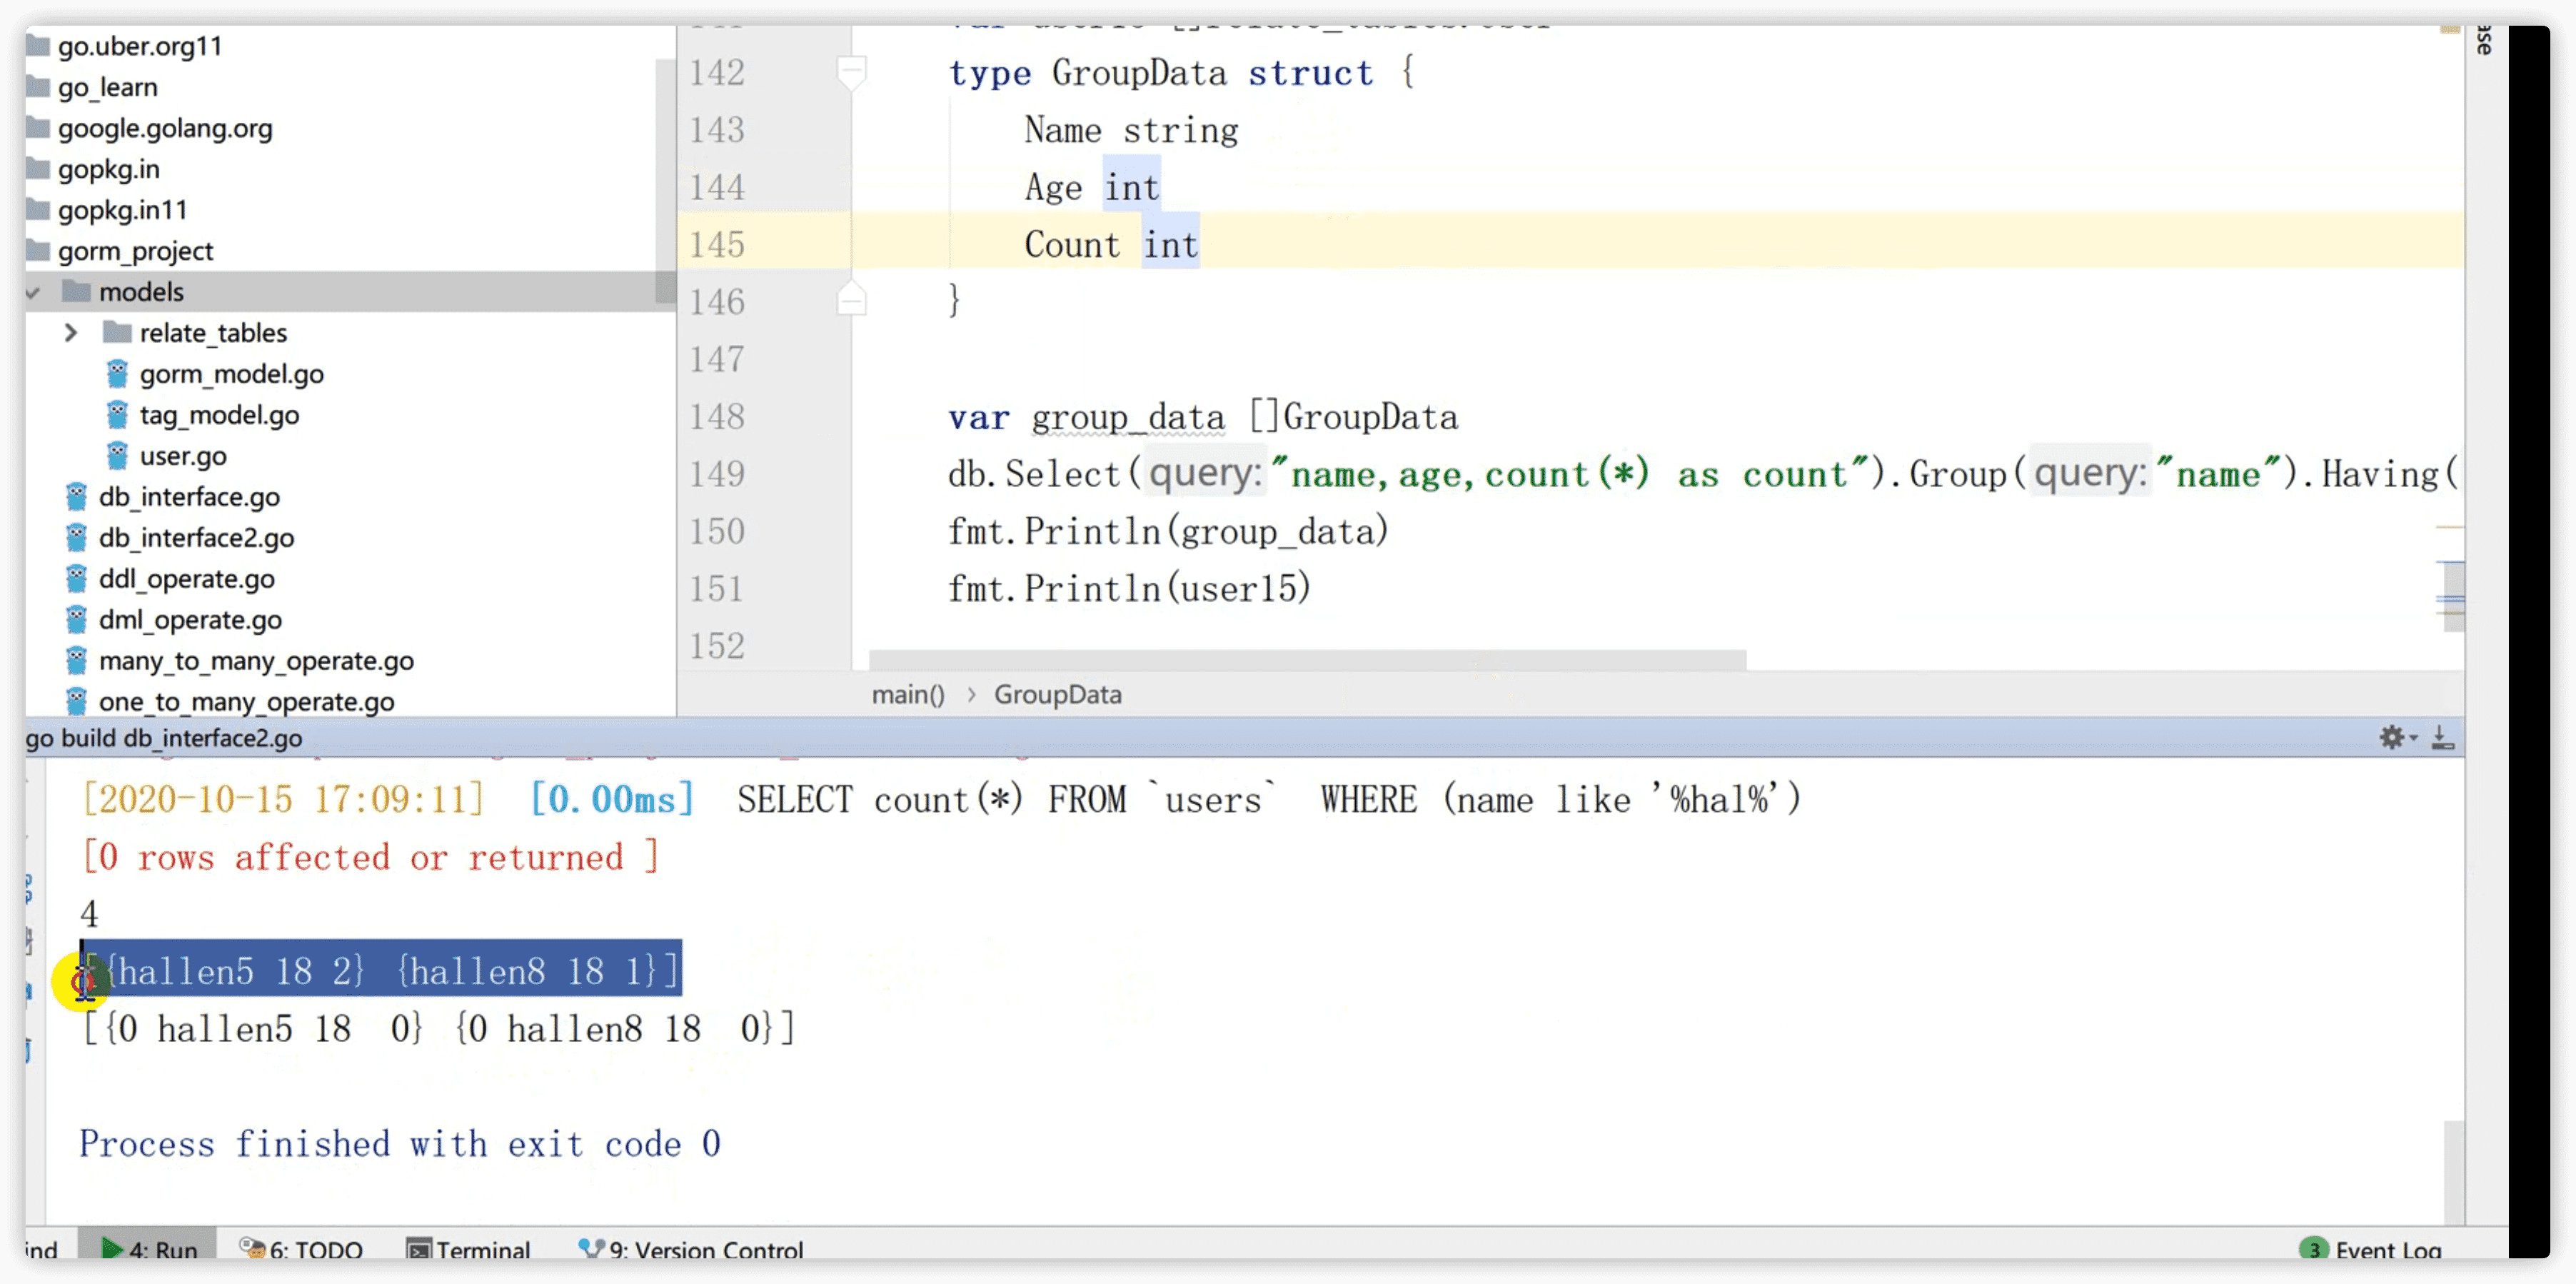 go.uber.org11
go_learn
google.golang.org
gopkg.in
gopkg.in11
gorm_project
models
relate_tables
gorm_model.go
tag_model.go
user.go
db_interface.go
db_interface2.go
ddl_operate.go
dml_operate.go
many_to_many_operate.go
one_to_many_operate.go
142 type GroupData struct {
143 Name string
144 Age int
145 Count int
146 }
147
148 var group_data []GroupData
149 db.Select( query: "name,age,count(*) as count").Group( query: "name").Having(
150 fmt.Println(group_data)
151 fmt.Println(user15)
152
main() > GroupData
go build db_interface2.go
[2020-10-15 17:09:11] [0.00ms] SELECT count(*) FROM `users` WHERE (name like '%hal%')
[0 rows affected or returned ]
4
[{hallen5 18 2} {hallen8 18 1}]
[{0 hallen5 18 0} {0 hallen8 18 0}]
Process finished with exit code 0
4: Run
6: TODO
Terminal
9: Version Control
3 Event Log